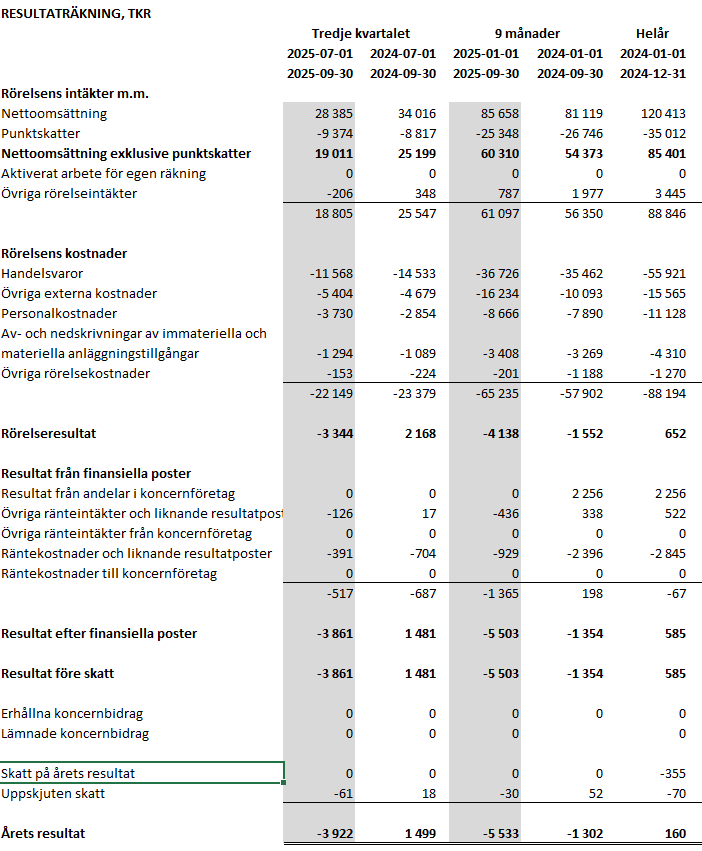 RESULTATRÄKNING, TKR
Tredje kvartalet 9 månader Helår
2025-07-01 2024-07-01 2025-01-01 2024-01-01 2024-01-01
2025-09-30 2024-09-30 2025-09-30 2024-09-30 2024-12-31
Rörelsens intäkter m.m.
Nettoomsättning 28 385 34 016 85 658 81 119 120 413
Punktskatter -9 374 -8 817 -25 348 -26 746 -35 012
Nettoomsättning exklusive punktskatter 19 011 25 199 60 310 54 373 85 401
Aktiverat arbete för egen räkning 0 0 0 0 0
Övriga rörelseintäkter -206 348 787 1 977 3 445
18 805 25 547 61 097 56 350 88 846
Rörelsens kostnader
Handelsvaror -11 568 -14 533 -36 726 -35 462 -55 921
Övriga externa kostnader -5 404 -4 679 -16 234 -10 093 -15 565
Personalkostnader -3 730 -2 854 -8 666 -7 890 -11 128
Av- och nedskrivningar av immateriella och
materiella anläggningstillgångar -1 294 -1 089 -3 408 -3 269 -4 310
Övriga rörelsekostnader -153 -224 -201 -1 188 -1 270
-22 149 -23 379 -65 235 -57 902 -88 194
Rörelseresultat -3 344 2 168 -4 138 -1 552 652
Resultat från finansiella poster
Resultat från andelar i koncernföretag 0 0 0 2 256 2 256
Övriga ränteintäkter och liknande resultatpost -126 17 -436 338 522
Övriga ränteintäkter från koncernföretag 0 0 0 0 0
Räntekostnader och liknande resultatposter -391 -704 -929 -2 396 -2 845
Räntekostnader till koncernföretag 0 0 0 0 0
-517 -687 -1 365 198 -67
Resultat efter finansiella poster -3 861 1 481 -5 503 -1 354 585
Resultat före skatt -3 861 1 481 -5 503 -1 354 585
Erhållna koncernbidrag 0 0 0 0 0
Lämnade koncernbidrag 0 0 0 0
Skatt på årets resultat 0 0 0 0 -355
Uppskjuten skatt -61 18 -30 52 -70
Årets resultat -3 922 1 499 -5 533 -1 302 160